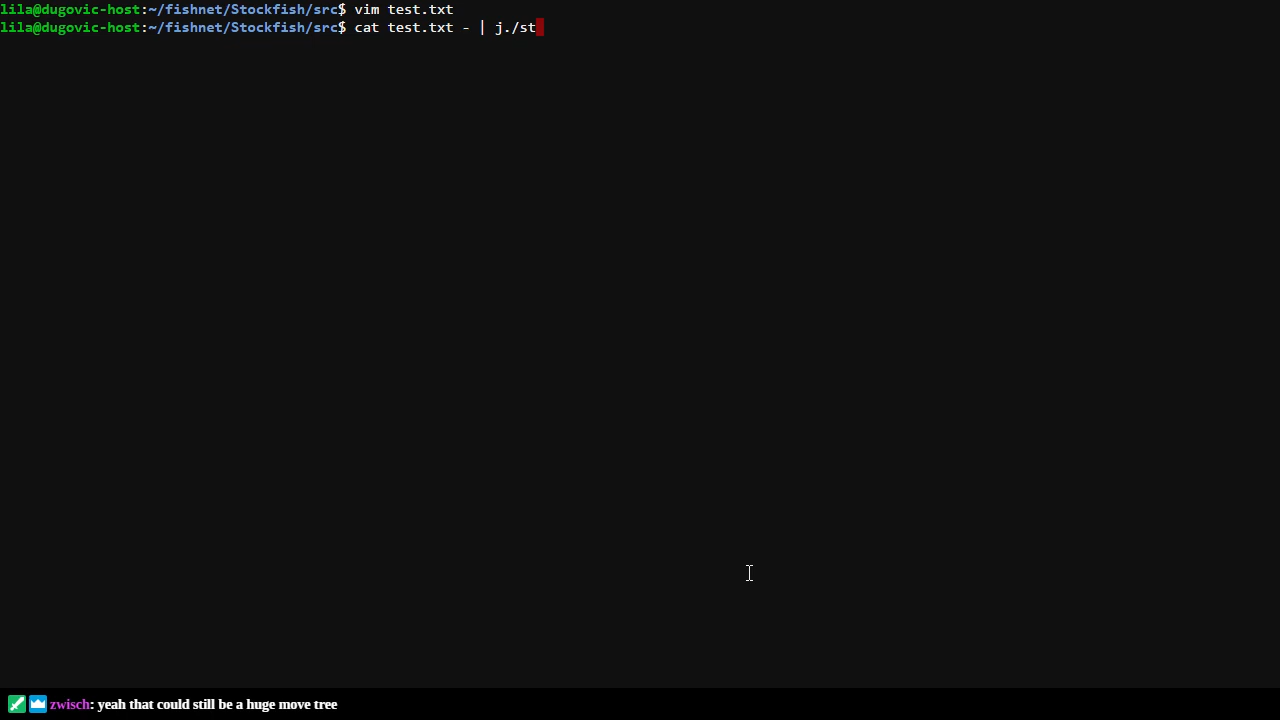 lila@dugovic-host:~/fishnet/Stockfish/src$ vim test.txt
lila@dugovic-host:~/fishnet/Stockfish/src$ cat test.txt - | j./st
zwisch: yeah that could still be a huge move tree